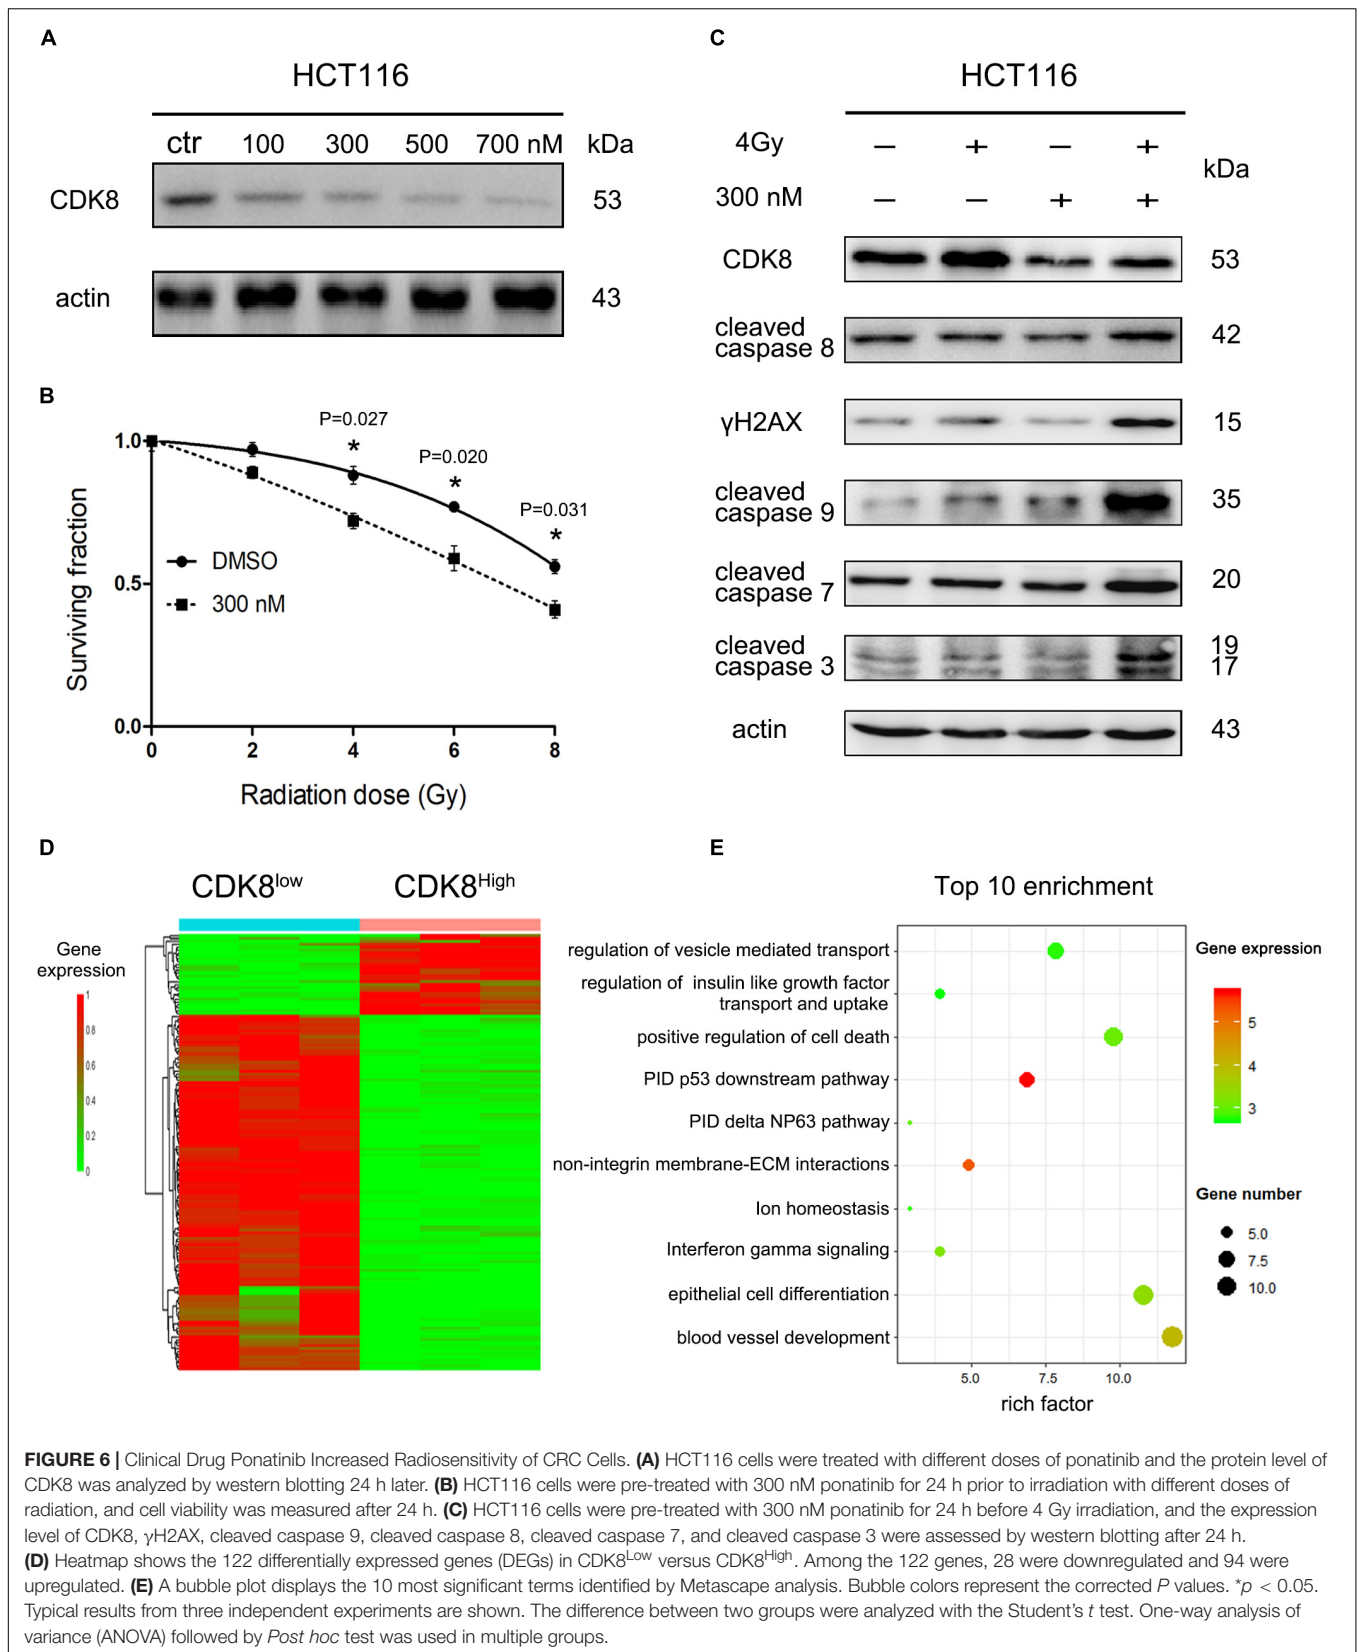 A
HCT116
ctr 100 300 500 700 nM kDa
CDK8 53
actin 43
B
P=0.027
*
P=0.020
*
P=0.031
*
1.0
0.5
0.0
Surviving fraction
DMSO
300 nM
0 2 4 6 8
Radiation dose (Gy)
C
HCT116
4Gy − + − +
kDa
300 nM − − + +
CDK8 53
cleaved
caspase 8 42
γH2AX 15
cleaved
caspase 9 35
cleaved
caspase 7 20
cleaved 19
caspase 3 17
actin 43
D
CDK8low CDK8High
Gene
expression
1
0.8
0.6
0.4
0.2
0
E
Top 10 enrichment
regulation of vesicle mediated transport
regulation of insulin like growth factor
transport and uptake
positive regulation of cell death
PID p53 downstream pathway
PID delta NP63 pathway
non-integrin membrane-ECM interactions
Ion homeostasis
Interferon gamma signaling
epithelial cell differentiation
blood vessel development
5.0 7.5 10.0
rich factor
Gene expression
5
4
3
Gene number
5.0
7.5
10.0
FIGURE 6 | Clinical Drug Ponatinib Increased Radiosensitivity of CRC Cells. (A) HCT116 cells were treated with different doses of ponatinib and the protein level of
CDK8 was analyzed by western blotting 24 h later. (B) HCT116 cells were pre-treated with 300 nM ponatinib for 24 h prior to irradiation with different doses of
radiation, and cell viability was measured after 24 h. (C) HCT116 cells were pre-treated with 300 nM ponatinib for 24 h before 4 Gy irradiation, and the expression
level of CDK8, γH2AX, cleaved caspase 9, cleaved caspase 8, cleaved caspase 7, and cleaved caspase 3 were assessed by western blotting after 24 h.
(D) Heatmap shows the 122 differentially expressed genes (DEGs) in CDK8Low versus CDK8High. Among the 122 genes, 28 were downregulated and 94 were
upregulated. (E) A bubble plot displays the 10 most significant terms identified by Metascape analysis. Bubble colors represent the corrected P values. *p < 0.05.
Typical results from three independent experiments are shown. The difference between two groups were analyzed with the Student's t test. One-way analysis of
variance (ANOVA) followed by Post hoc test was used in multiple groups.